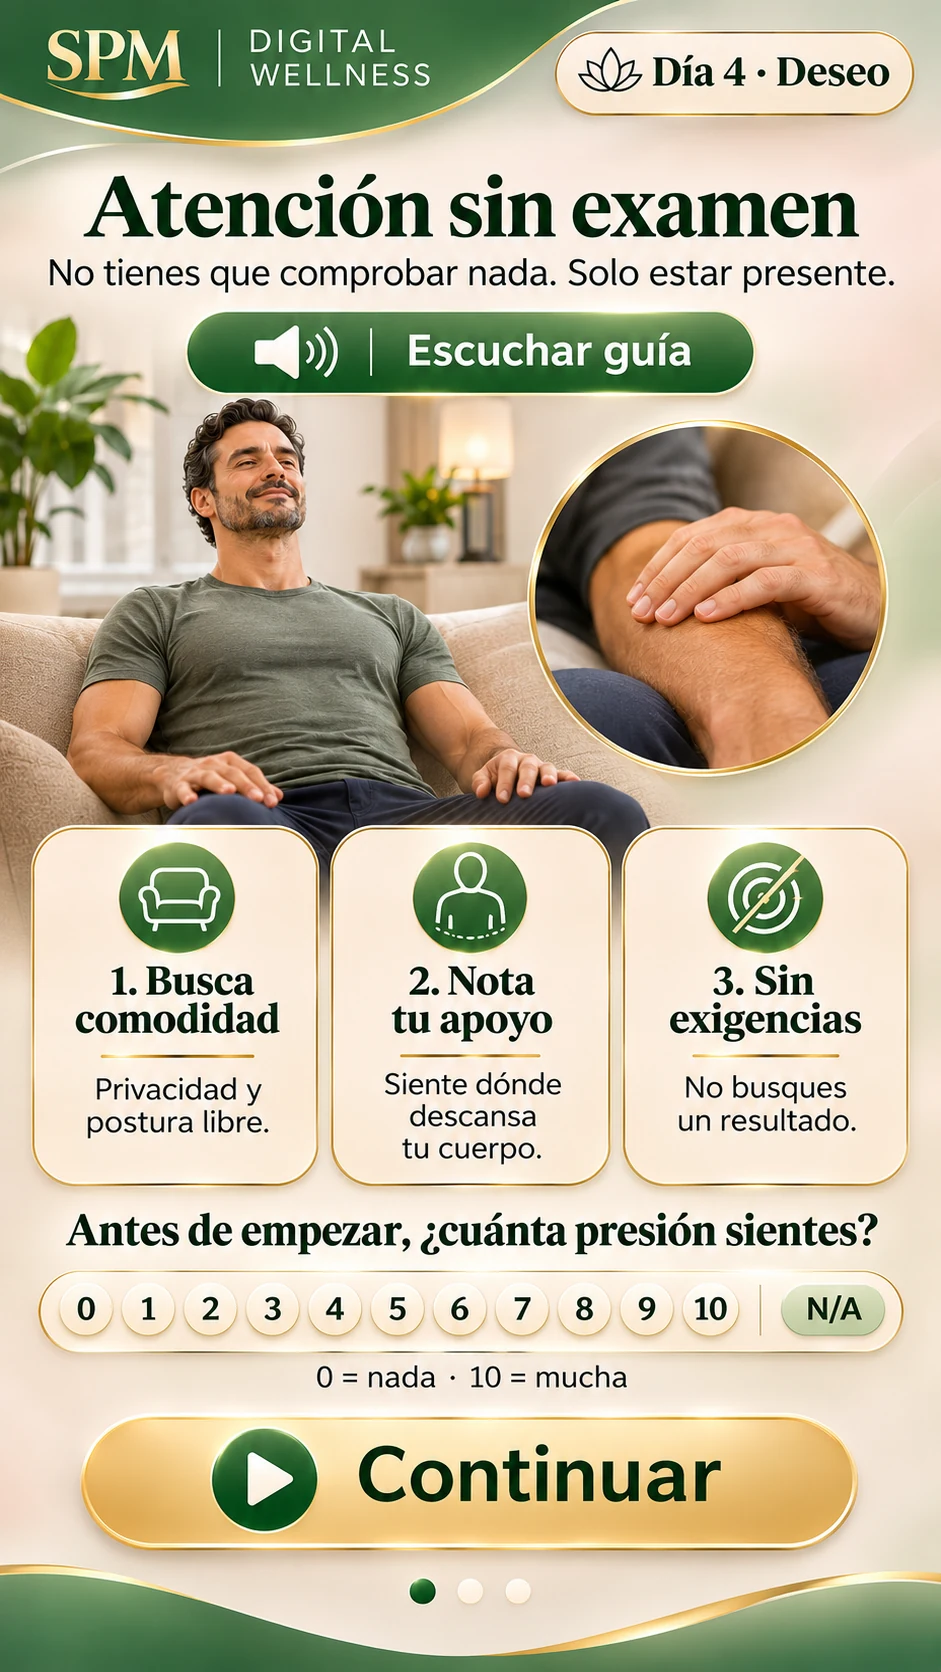 SPM
DIGITAL
WELLNESS
Día 4 · Deseo
Atención sin examen
No tienes que comprobar nada. Solo estar presente.
Escuchar guía
1. Busca
comodidad
Privacidad y
postura libre.
2. Nota
tu apoyo
Siente dónde
descansa
tu cuerpo.
3. Sin
exigencias
No busques
un resultado.
Antes de empezar, ¿cuánta presión sientes?
0 1 2 3 4 5 6 7 8 9 10 N/A
0 = nada · 10 = mucha
Continuar